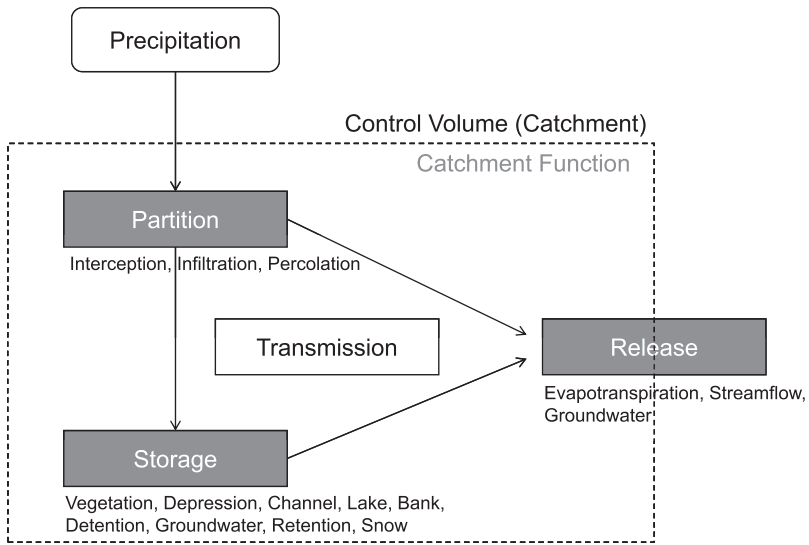 Precipitation
Control Volume (Catchment)
Catchment Function
Partition
Interception, Infiltration, Percolation
Transmission
Release
Evapotranspiration, Streamflow,
Groundwater
Storage
Vegetation, Depression, Channel, Lake, Bank,
Detention, Groundwater, Retention, Snow